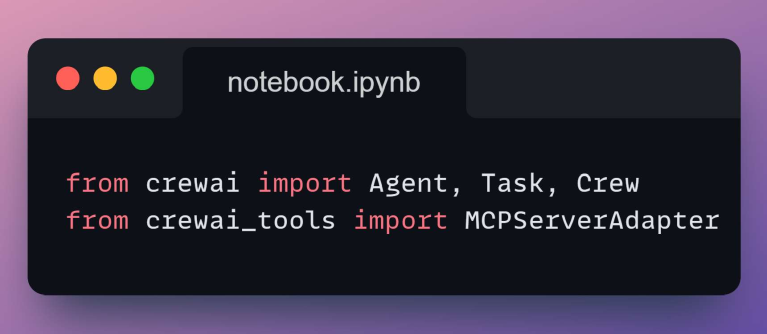 notebook.ipynb
from crewai import Agent, Task, Crew
from crewai_tools import MCPServerAdapter